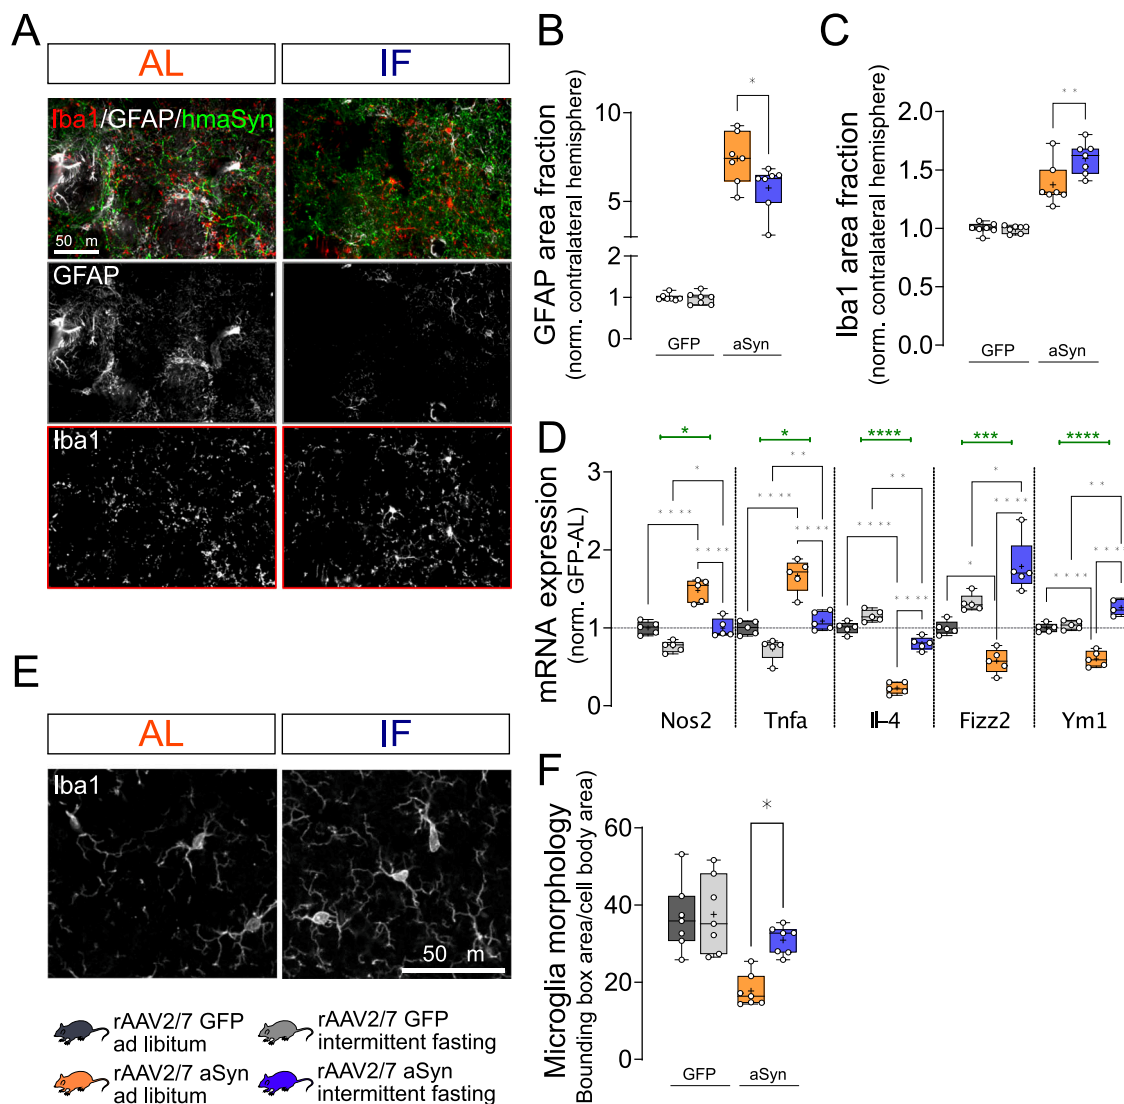 A
AL
IF
Iba1/GFAP/hmaSyn
50 m
GFAP
Iba1
B
GFAP area fraction
(norm. contralateral hemisphere)
10
5
2
1
0
*
GFP
aSyn
C
Iba1 area fraction
(norm. contralateral hemisphere)
2.0
1.5
1.0
0.5
0.0
* *
GFP
aSyn
D
mRNA expression
(norm. GFP-AL)
3
2
1
0
*
*
****
***
****
*
* * * *
* * * *
* *
* * * *
* * * *
* *
* * * *
* * * *
*
* * * *
*
* *
* * * *
* * * *
Nos2
Tnfa
Il-4
Fizz2
Ym1
E
AL
IF
Iba1
50 m
F
Microglia morphology
(Bounding box area/cell body area)
60
40
20
0
*
GFP
aSyn
rAAV2/7 GFP
ad libitum
rAAV2/7 GFP
intermittent fasting
rAAV2/7 aSyn
ad libitum
rAAV2/7 aSyn
intermittent fasting